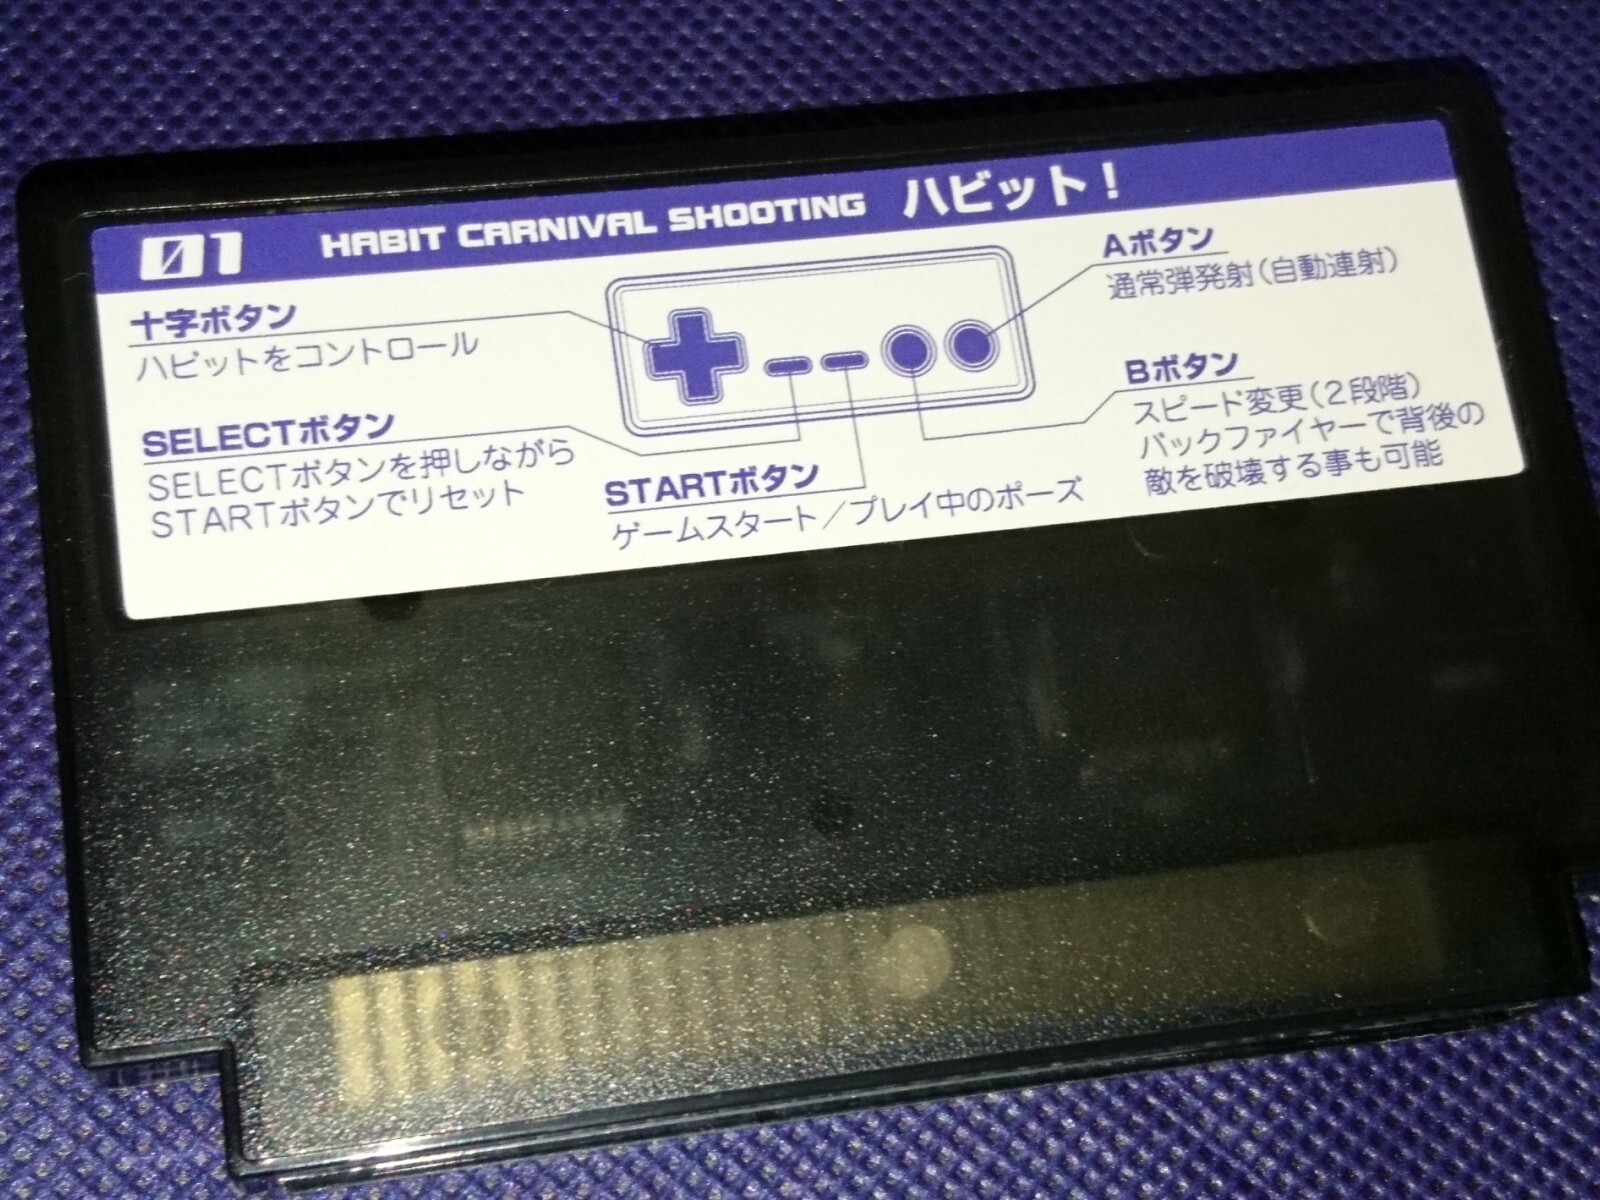 01 HABIT CARNIVAL SHOOTING ハビット！
十字ボタン
ハビットをコントロール
SELECTボタン
SELECTボタンを押しながら
STARTボタンでリセット
STARTボタン
ゲームスタート／プレイ中のポーズ
Aボタン
通常弾発射（自動連射）
Bボタン
スピード変更（２段階）
バックファイヤーで背後の
敵を破壊する事も可能